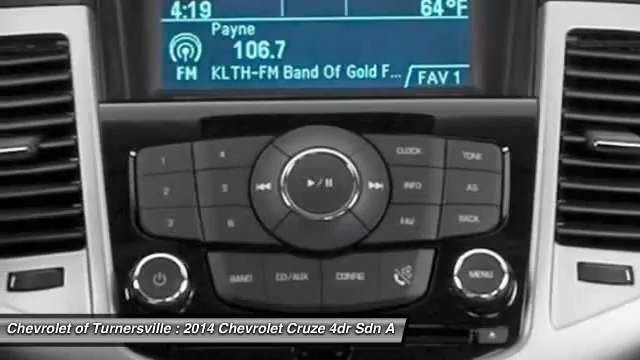 4:19 64°F
Payne
106.7
FM KLTH-FM Band Of Gold F... FAV 1
1 4 CLOCK TONE
2 5 INFO AS
3 6 FAV BACK
BAND CD/AUX CONFIG
MENU
Chevrolet of Turnersville : 2014 Chevrolet Cruze 4dr Sdn A